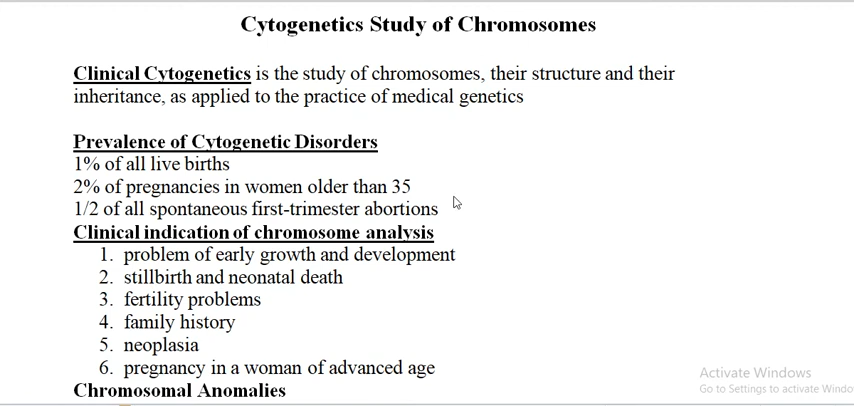 Cytogenetics Study of Chromosomes
Clinical Cytogenetics is the study of chromosomes, their structure and their
inheritance, as applied to the practice of medical genetics
Prevalence of Cytogenetic Disorders
1% of all live births
2% of pregnancies in women older than 35
1/2 of all spontaneous first-trimester abortions
Clinical indication of chromosome analysis
1. problem of early growth and development
2. stillbirth and neonatal death
3. fertility problems
4. family history
5. neoplasia
6. pregnancy in a woman of advanced age
Chromosomal Anomalies
Activate Windows
Go to Settings to activate Windo